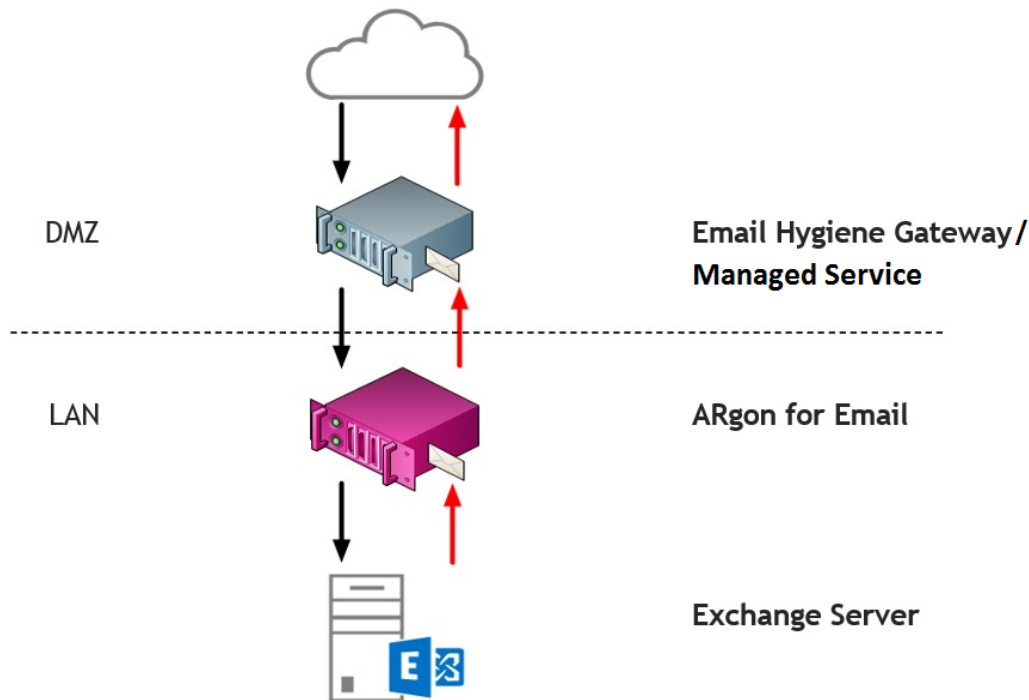 DMZ
Email Hygiene Gateway/
Managed Service
LAN
ARgon for Email
Exchange Server
E